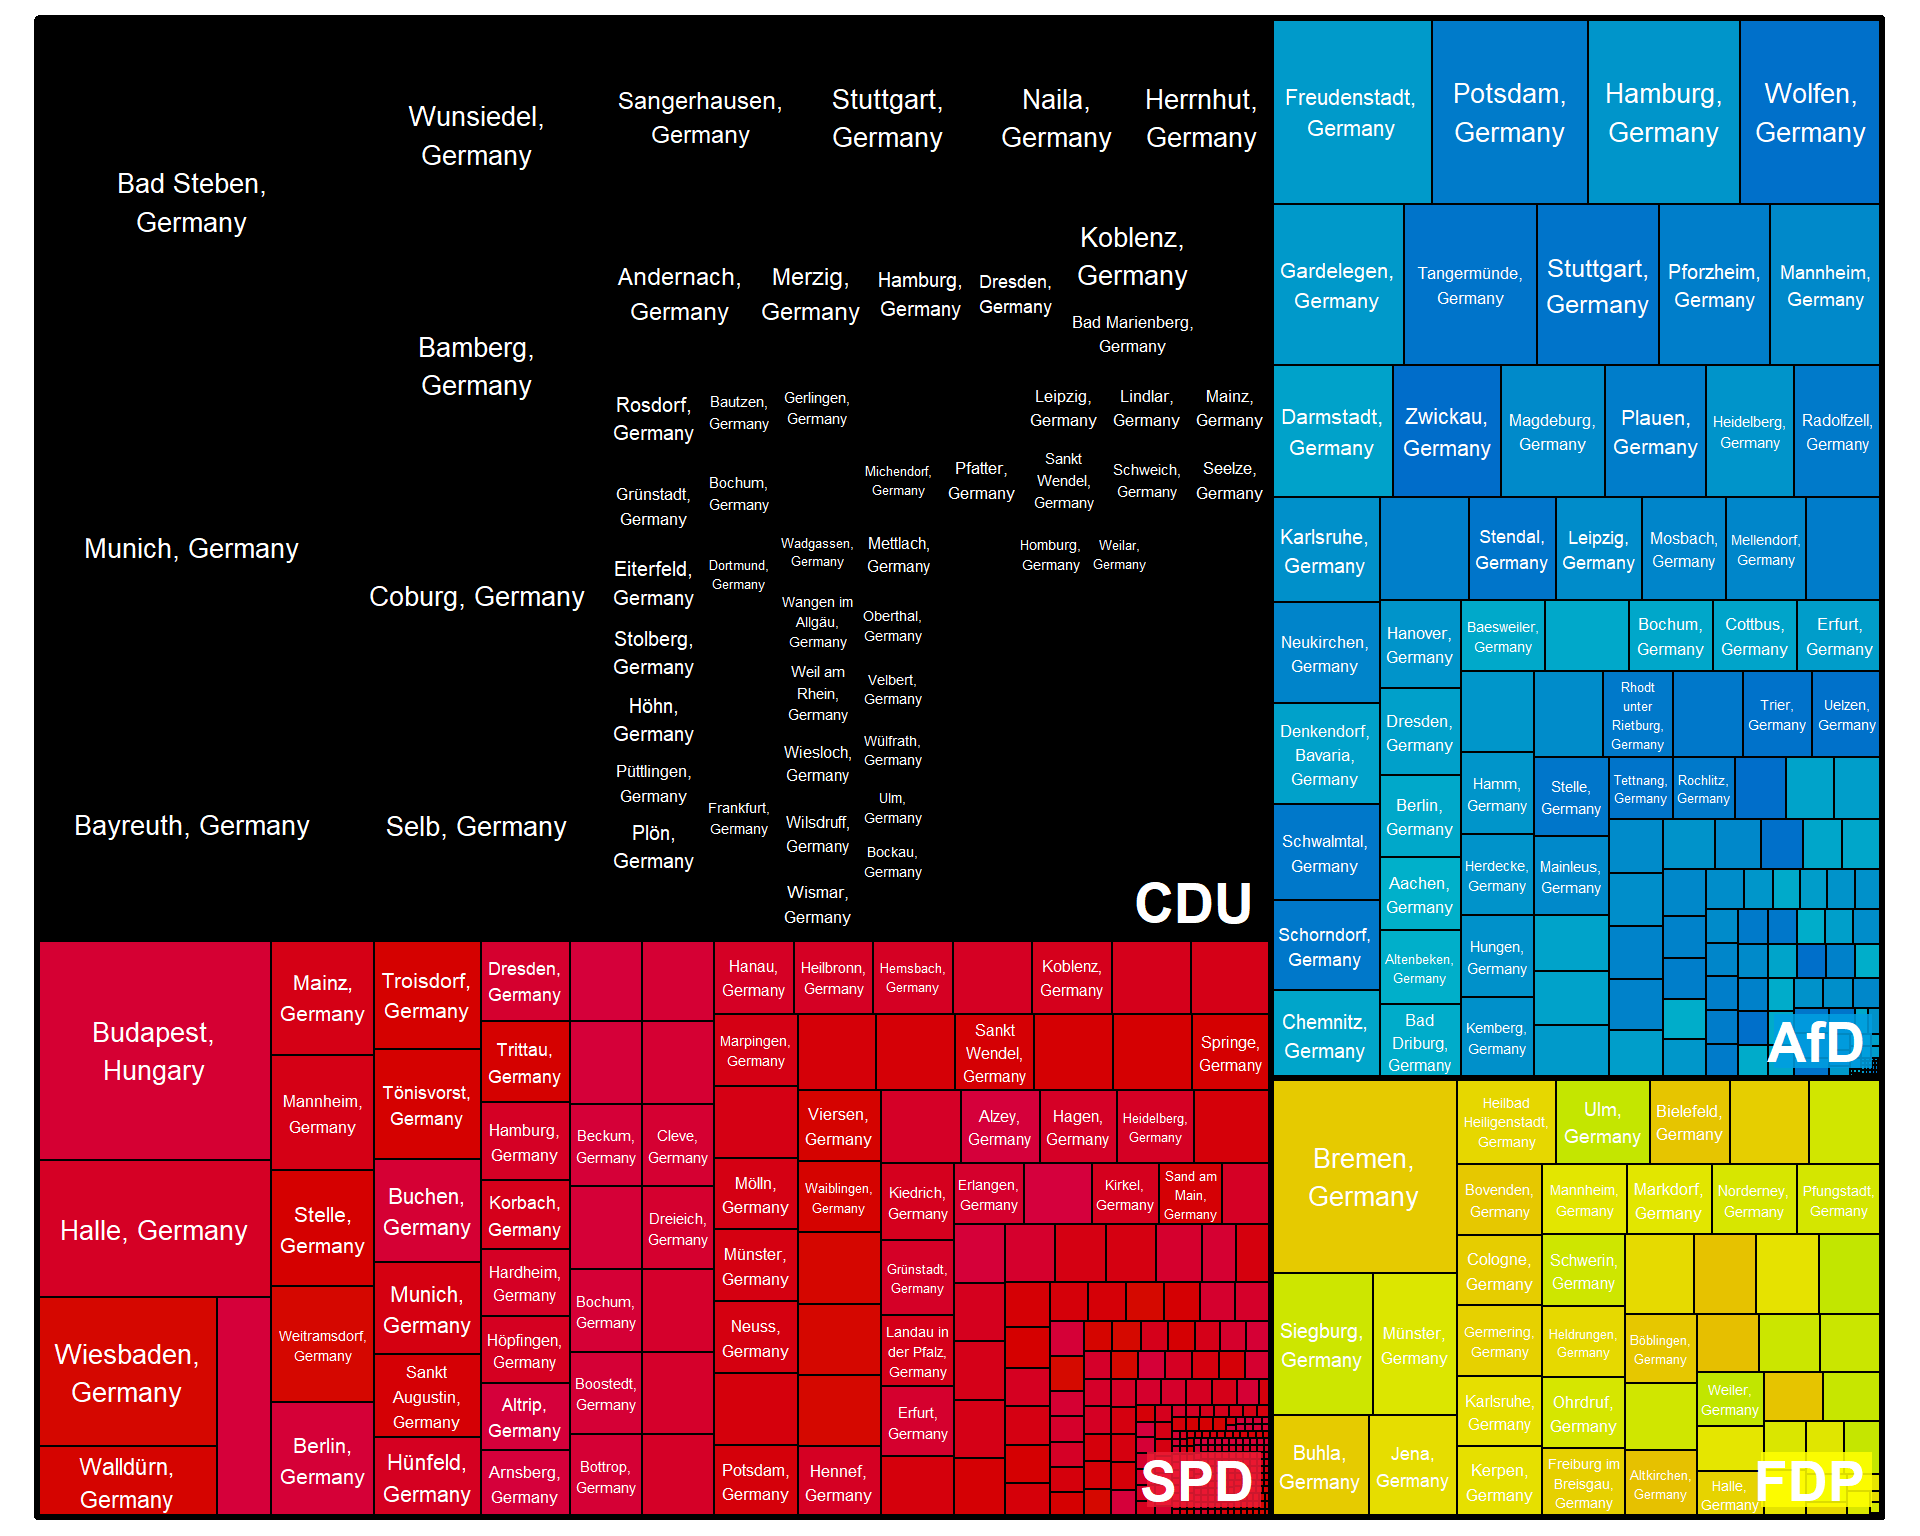 Bad Steben,
Germany
Wunsiedel,
Germany
Sangerhausen,
Germany
Stuttgart,
Germany
Naila,
Germany
Herrnhut,
Germany
Koblenz,
Germany
Andernach,
Germany
Merzig,
Germany
Hamburg,
Germany
Dresden,
Germany
Bad Marienberg,
Germany
Bamberg,
Germany
Rosdorf,
Germany
Bautzen,
Germany
Gerlingen,
Germany
Leipzig,
Germany
Lindlar,
Germany
Mainz,
Germany
Grünstadt,
Germany
Bochum,
Germany
Michendorf,
Germany
Pfatter,
Germany
Sankt
Wendel,
Germany
Schweich,
Germany
Seelze,
Germany
Munich, Germany
Coburg, Germany
Eiterfeld,
Germany
Dortmund,
Germany
Wadgassen,
Germany
Mettlach,
Germany
Homburg,
Germany
Weilar,
Germany
Stolberg,
Germany
Wangen im
Allgäu,
Germany
Oberthal,
Germany
Höhn,
Germany
Weil am
Rhein,
Germany
Velbert,
Germany
Püttlingen,
Germany
Wiesloch,
Germany
Wülfrath,
Germany
Bayreuth, Germany
Selb, Germany
Plön,
Germany
Frankfurt,
Germany
Wilsdruff,
Germany
Ulm,
Germany
Bockau,
Germany
Wismar,
Germany
CDU
Freudenstadt,
Germany
Potsdam,
Germany
Hamburg,
Germany
Wolfen,
Germany
Gardelegen,
Germany
Tangermünde,
Germany
Stuttgart,
Germany
Pforzheim,
Germany
Mannheim,
Germany
Darmstadt,
Germany
Zwickau,
Germany
Magdeburg,
Germany
Plauen,
Germany
Heidelberg,
Germany
Radolfzell,
Germany
Karlsruhe,
Germany
Stendal,
Germany
Leipzig,
Germany
Mosbach,
Germany
Mellendorf,
Germany
Neukirchen,
Germany
Hanover,
Germany
Baesweiler,
Germany
Bochum,
Germany
Cottbus,
Germany
Erfurt,
Germany
Denkendorf,
Bavaria,
Germany
Dresden,
Germany
Rhodt
unter
Rietburg,
Germany
Trier,
Germany
Uelzen,
Germany
Schwalmtal,
Germany
Berlin,
Germany
Hamm,
Germany
Stelle,
Germany
Tettnang,
Germany
Rochlitz,
Germany
Aachen,
Germany
Herdecke,
Germany
Mainleus,
Germany
Schorndorf,
Germany
Altenbeken,
Germany
Hungen,
Germany
Chemnitz,
Germany
Bad
Driburg,
Germany
Kemberg,
Germany
AfD
Budapest,
Hungary
Mainz,
Germany
Troisdorf,
Germany
Dresden,
Germany
Hanau,
Germany
Heilbronn,
Germany
Hemsbach,
Germany
Koblenz,
Germany
Mannheim,
Germany
Tönisvorst,
Germany
Trittau,
Germany
Marpingen,
Germany
Sankt
Wendel,
Germany
Springe,
Germany
Hamburg,
Germany
Beckum,
Germany
Cleve,
Germany
Viersen,
Germany
Alzey,
Germany
Hagen,
Germany
Heidelberg,
Germany
Halle, Germany
Stelle,
Germany
Buchen,
Germany
Korbach,
Germany
Dreieich,
Germany
Mölln,
Germany
Waiblingen,
Germany
Kiedrich,
Germany
Erlangen,
Germany
Kirkel,
Germany
Sand am
Main,
Germany
Wiesbaden,
Germany
Weitramsdorf,
Germany
Munich,
Germany
Hardheim,
Germany
Bochum,
Germany
Münster,
Germany
Grünstadt,
Germany
Höpfingen,
Germany
Neuss,
Germany
Landau in
der Pfalz,
Germany
Sankt
Augustin,
Germany
Altrip,
Germany
Boostedt,
Germany
Erfurt,
Germany
Walldürn,
Germany
Berlin,
Germany
Hünfeld,
Germany
Arnsberg,
Germany
Bottrop,
Germany
Potsdam,
Germany
Hennef,
Germany
SPD
Bremen,
Germany
Heilbad
Heiligenstadt,
Germany
Ulm,
Germany
Bielefeld,
Germany
Bovenden,
Germany
Mannheim,
Germany
Markdorf,
Germany
Norderney,
Germany
Pfungstadt,
Germany
Cologne,
Germany
Schwerin,
Germany
Siegburg,
Germany
Münster,
Germany
Germering,
Germany
Heldrungen,
Germany
Böblingen,
Germany
Karlsruhe,
Germany
Ohrdruf,
Germany
Weiler,
Germany
Buhla,
Germany
Jena,
Germany
Kerpen,
Germany
Freiburg im
Breisgau,
Germany
Altkirchen,
Germany
Halle,
Germany
FDP